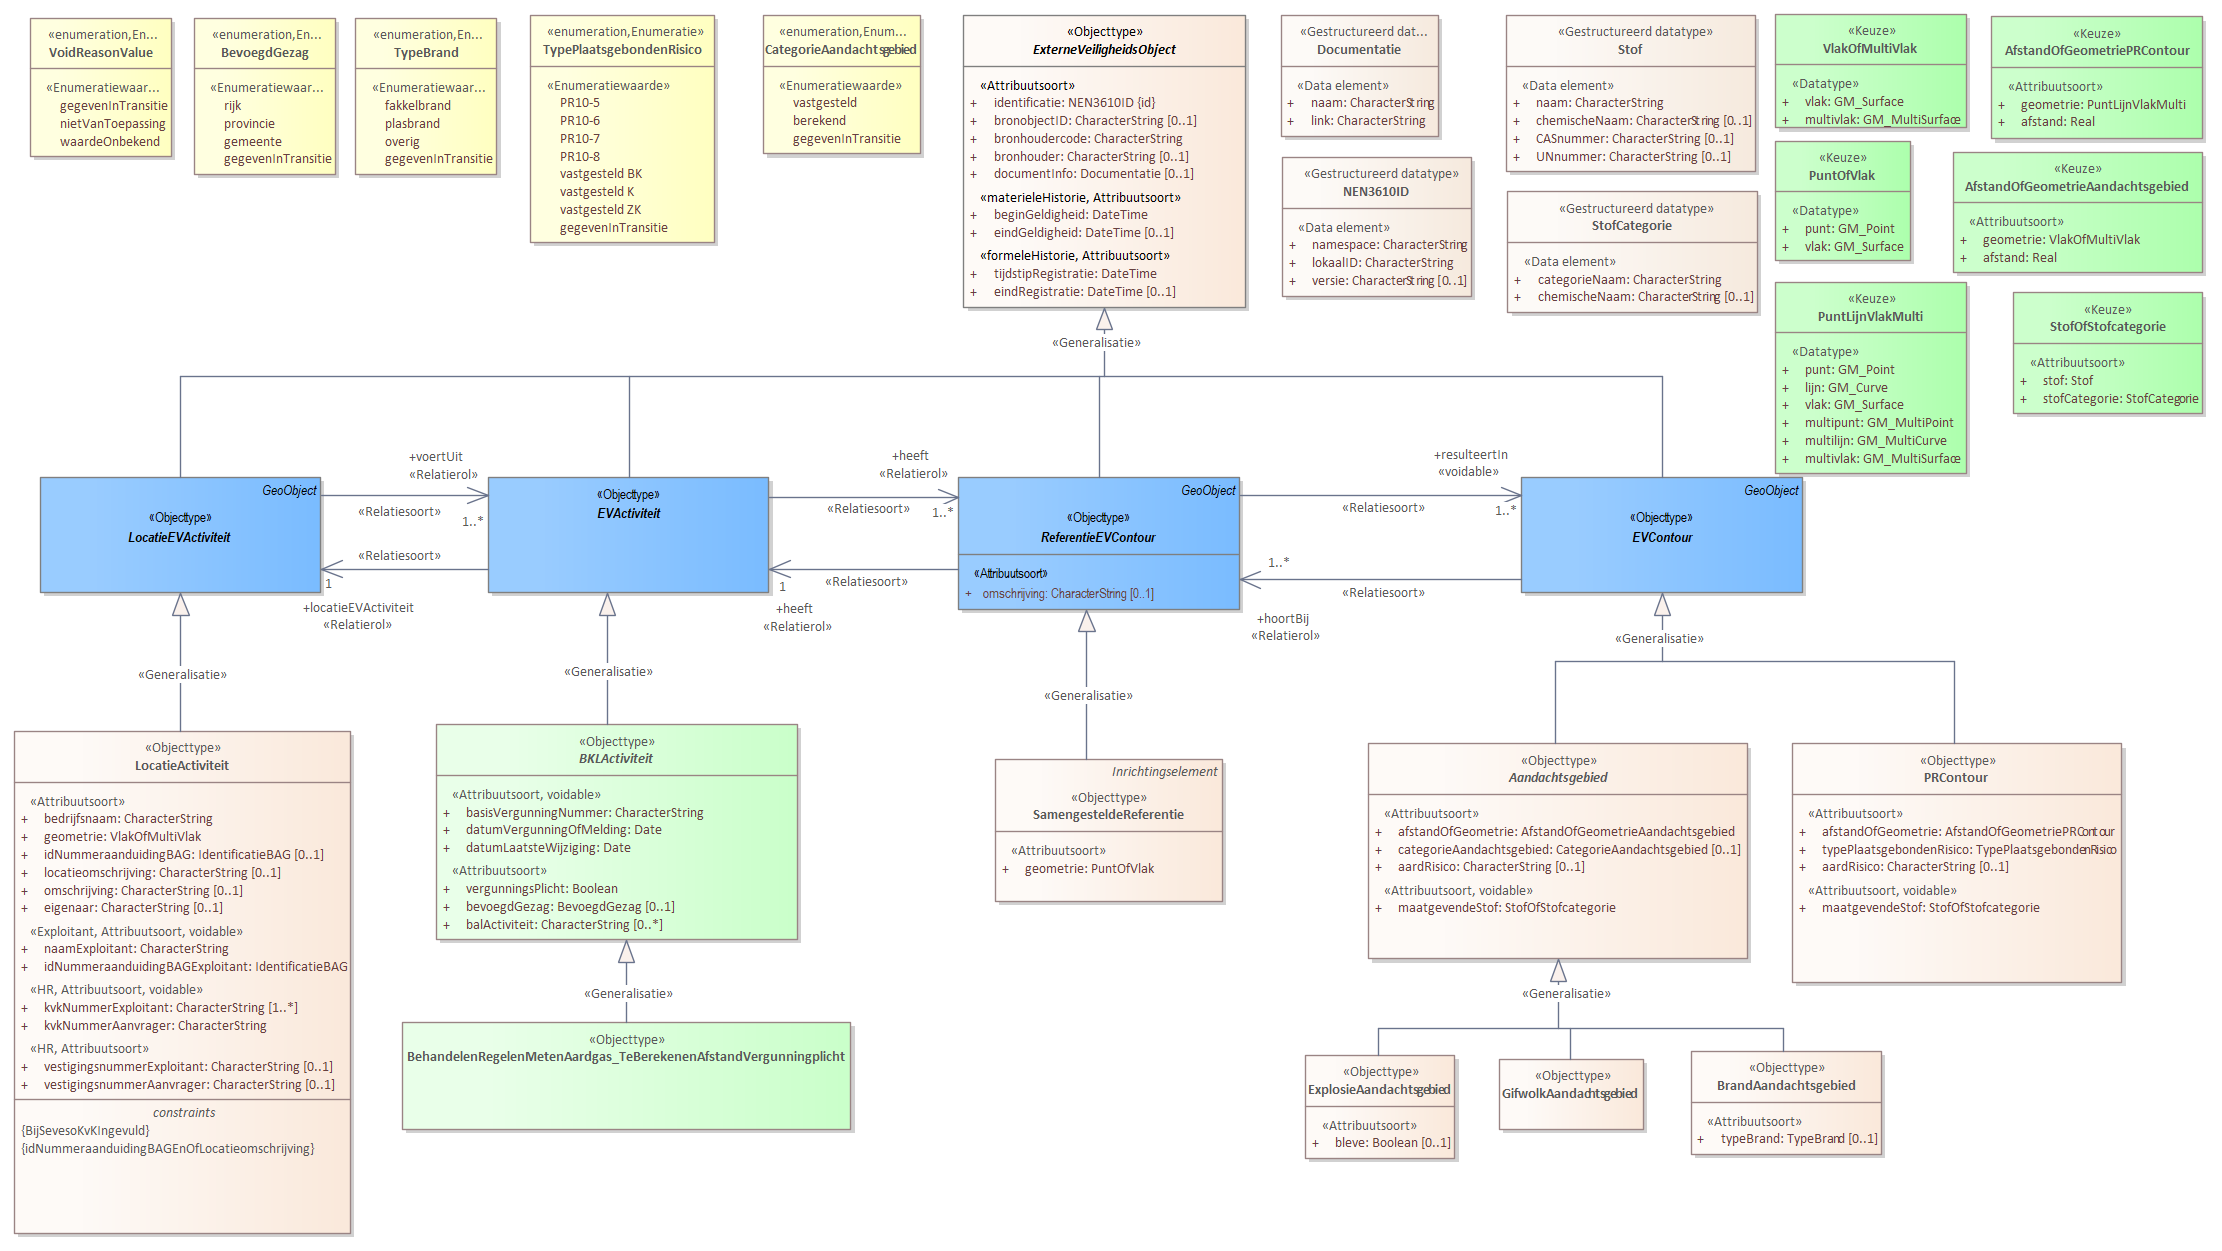 «enumeration,En...
VoidReasonValue
«Enumeratiewaar...
gegevenInTransitie
nietVanToepassing
waardeOnbekend
«enumeration,En...
BevoegdGezag
«Enumeratiewaar...
rijk
provincie
gemeente
gegevenInTransitie
«enumeration,En...
TypeBrand
«Enumeratiewaar...
fakkelbrand
plasbrand
overig
gegevenInTransitie
«enumeration,Enumeratie»
TypePlaatsgebondenRisico
«Enumeratiewaarde»
PR10-5
PR10-6
PR10-7
PR10-8
vastgesteld BK
vastgesteld K
vastgesteld ZK
gegevenInTransitie
«enumeration,Enum...
CategorieAandachtsgebied
«Enumeratiewaarde»
vastgesteld
berekend
gegevenInTransitie
«Objecttype»
ExterneVeiligheidsObject
«Attribuutsoort»
+ identificatie: NEN3610ID {id}
+ bronobjectID: CharacterString [0..1]
+ bronhoudercode: CharacterString
+ bronhouder: CharacterString [0..1]
+ documentInfo: Documentatie [0..1]
«materieleHistorie, Attribuutsoort»
+ beginGeldigheid: DateTime
+ eindGeldigheid: DateTime [0..1]
«formeleHistorie, Attribuutsoort»
+ tijdstipRegistratie: DateTime
+ eindRegistratie: DateTime [0..1]
«Gestructureerd dat...
Documentatie
«Data element»
+ naam: CharacterString
+ link: CharacterString
«Gestructureerd datatype»
NEN3610ID
«Data element»
+ namespace: CharacterString
+ lokaalID: CharacterString
+ versie: CharacterString [0..1]
«Gestructureerd datatype»
Stof
«Data element»
+ naam: CharacterString
+ chemischeNaam: CharacterString [0..1]
+ CASnummer: CharacterString [0..1]
+ UNnummer: CharacterString [0..1]
«Gestructureerd datatype»
StofCategorie
«Data element»
+ categorieNaam: CharacterString
+ chemischeNaam: CharacterString [0..1]
«Keuze»
VlakOfMultiVlak
«Datatype»
+ vlak: GM_Surface
+ multivlak: GM_MultiSurface
«Keuze»
PuntOfVlak
«Datatype»
+ punt: GM_Point
+ vlak: GM_Surface
«Keuze»
PuntLijnVlakMulti
«Datatype»
+ punt: GM_Point
+ lijn: GM_Curve
+ vlak: GM_Surface
+ multipunt: GM_MultiPoint
+ multilijn: GM_MultiCurve
+ multivlak: GM_MultiSurface
«Keuze»
AfstandOfGeometriePRContour
«Attribuutsoort»
+ geometrie: PuntLijnVlakMulti
+ afstand: Real
«Keuze»
AfstandOfGeometrieAandachtsgebied
«Attribuutsoort»
+ geometrie: VlakOfMultiVlak
+ afstand: Real
«Keuze»
StofOfStofcategorie
«Attribuutsoort»
+ stof: Stof
+ stofCategorie: StofCategorie
«Generalisatie»
GeoObject
«Objecttype»
LocatieEVActiviteit
+voertUit
«Relatierol»
«Relatiesoort»
1..*
«Relatiesoort»
1
+locatieEVActiviteit
«Relatierol»
«Objecttype»
EVActiviteit
+heeft
«Relatierol»
«Relatiesoort»
1..*
«Relatiesoort»
1
+heeft
«Relatierol»
GeoObject
«Objecttype»
ReferentieEVContour
«Attribuutsoort»
+ omschrijving: CharacterString [0..1]
+resulteertIn
«voidable»
«Relatiesoort»
1..*
1..*
«Relatiesoort»
+hoortBij
«Relatierol»
GeoObject
«Objecttype»
EVContour
«Generalisatie»
«Generalisatie»
«Generalisatie»
«Generalisatie»
«Objecttype»
LocatieActiviteit
«Attribuutsoort»
+ bedrijfsnaam: CharacterString
+ geometrie: VlakOfMultiVlak
+ idNummeraanduidingBAG: IdentificatieBAG [0..1]
+ locatieomschrijving: CharacterString [0..1]
+ omschrijving: CharacterString [0..1]
+ eigenaar: CharacterString [0..1]
«Exploitant, Attribuutsoort, voidable»
+ naamExploitant: CharacterString
+ idNummeraanduidingBAGExploitant: IdentificatieBAG
«HR, Attribuutsoort, voidable»
+ kvkNummerExploitant: CharacterString [1..*]
+ kvkNummerAanvrager: CharacterString
«HR, Attribuutsoort»
+ vestigingsnummerExploitant: CharacterString [0..1]
+ vestigingsnummerAanvrager: CharacterString [0..1]
constraints
{BijSevesoKvKIngevuld}
{idNummeraanduidingBAGEnOfLocatieomschrijving}
«Objecttype»
BKLActiviteit
«Attribuutsoort, voidable»
+ basisVergunningNummer: CharacterString
+ datumVergunningOfMelding: Date
+ datumLaatsteWijziging: Date
«Attribuutsoort»
+ vergunningsPlicht: Boolean
+ bevoegdGezag: BevoegdGezag [0..1]
+ balActiviteit: CharacterString [0..*]
«Generalisatie»
«Objecttype»
BehandelenRegelenMetenAardgas_TeBerekenenAfstandVergunningplicht
Inrichtingselement
«Objecttype»
SamengesteldeReferentie
«Attribuutsoort»
+ geometrie: PuntOfVlak
«Objecttype»
Aandachtsgebied
«Attribuutsoort»
+ afstandOfGeometrie: AfstandOfGeometrieAandachtsgebied
+ categorieAandachtsgebied: CategorieAandachtsgebied [0..1]
+ aardRisico: CharacterString [0..1]
«Attribuutsoort, voidable»
+ maatgevendeStof: StofOfStofcategorie
«Objecttype»
PRContour
«Attribuutsoort»
+ afstandOfGeometrie: AfstandOfGeometriePRContour
+ typePlaatsgebondenRisico: TypePlaatsgebondenRisico
+ aardRisico: CharacterString [0..1]
«Attribuutsoort, voidable»
+ maatgevendeStof: StofOfStofcategorie
«Generalisatie»
«Objecttype»
ExplosieAandachtsgebied
«Attribuutsoort»
+ bleve: Boolean [0..1]
«Objecttype»
GifwolkAandachtsgebied
«Objecttype»
BrandAandachtsgebied
«Attribuutsoort»
+ typeBrand: TypeBrand [0..1]